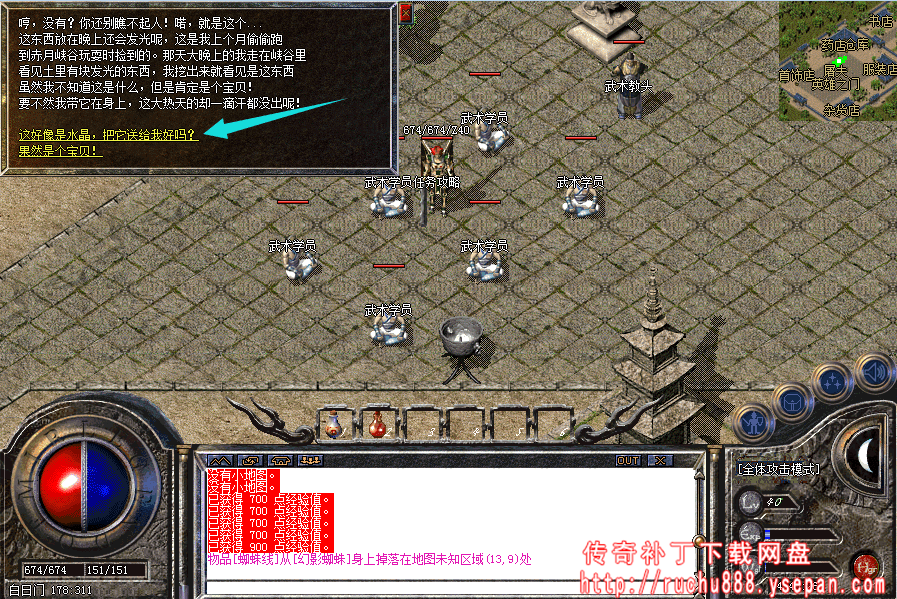 哼，没有？你还别瞧不起人！喏，就是这个...
这东西放在晚上还会发光呢，这是我上个月偷偷跑
到赤月峡谷玩耍时捡到的。那天大晚上的我走在峡谷里
看见土里有块发光的东西，我挖出来就看见是这东西
虽然我不知道这是什么，但是肯定是个宝贝！
要不然我带它在身上，这大热天的却一滴汗都没出呢！
这好像是水晶，把它送给我好吗？
果然是个宝贝！
书店
药店仓库
首饰店
屠夫
服装店
英雄之门
杂货店
武术教头
674/674/Z40
武术学员
武术学员任务攻略
武术学员
武术学员
武术学员
武术学员
OUT
没有小地图。
没有小地图。
已获得 700 点经验值。
已获得 700 点经验值。
已获得 700 点经验值。
已获得 700 点经验值。
已获得 900 点经验值。
物品[蜘蛛线]从[幻影蜘蛛]身上掉落在地图未知区域(13,9)处
[全体攻击模式]
Lv 40
Exp
674/674 151/151
白日门 178:311
传奇补丁下载网盘
http://ruchu888.ysepan.com